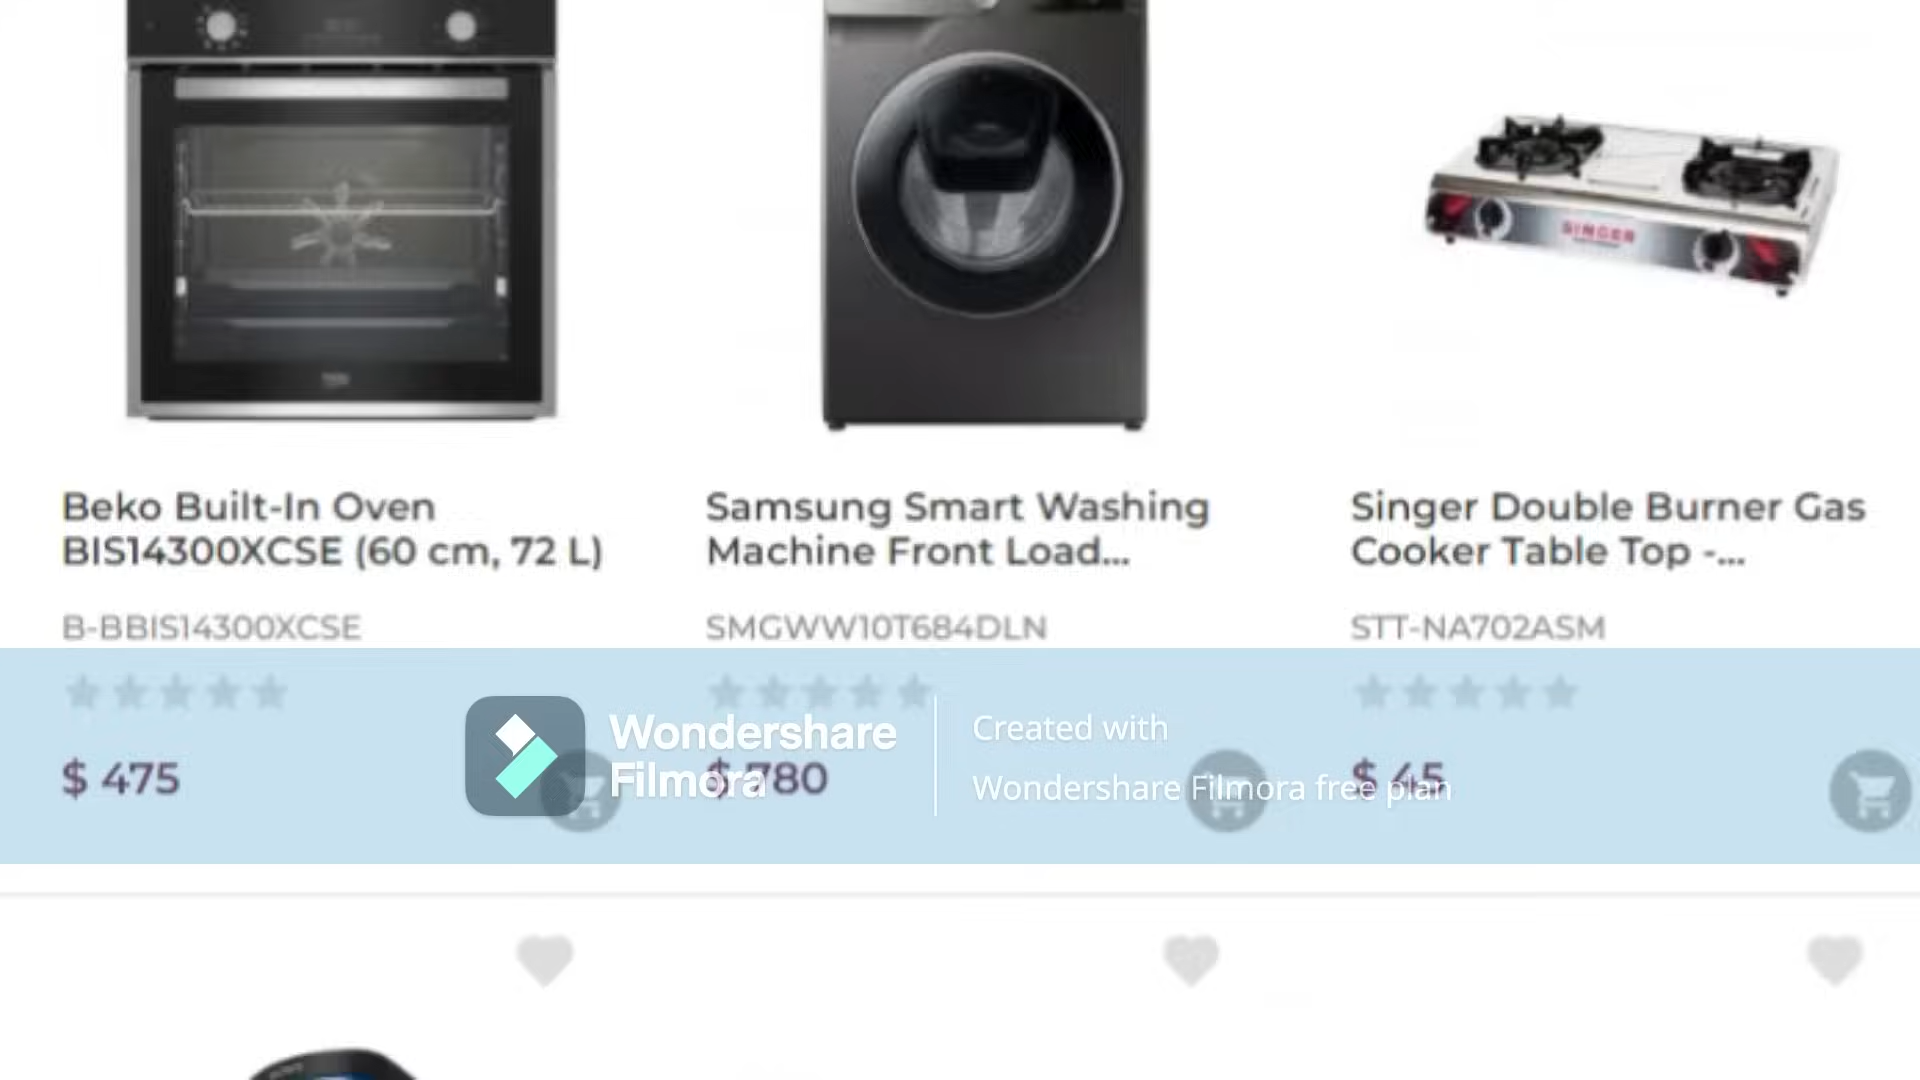 SINGER
Beko Built-In Oven
BIS14300XCSE (60 cm, 72 L)
B-BBIS14300XCSE
$ 475
Samsung Smart Washing
Machine Front Load...
SMGWW10T684DLN
$ 780
Singer Double Burner Gas
Cooker Table Top -...
STT-NA702ASM
$ 45
Wondershare
Filmora
Created with
Wondershare Filmora free plan